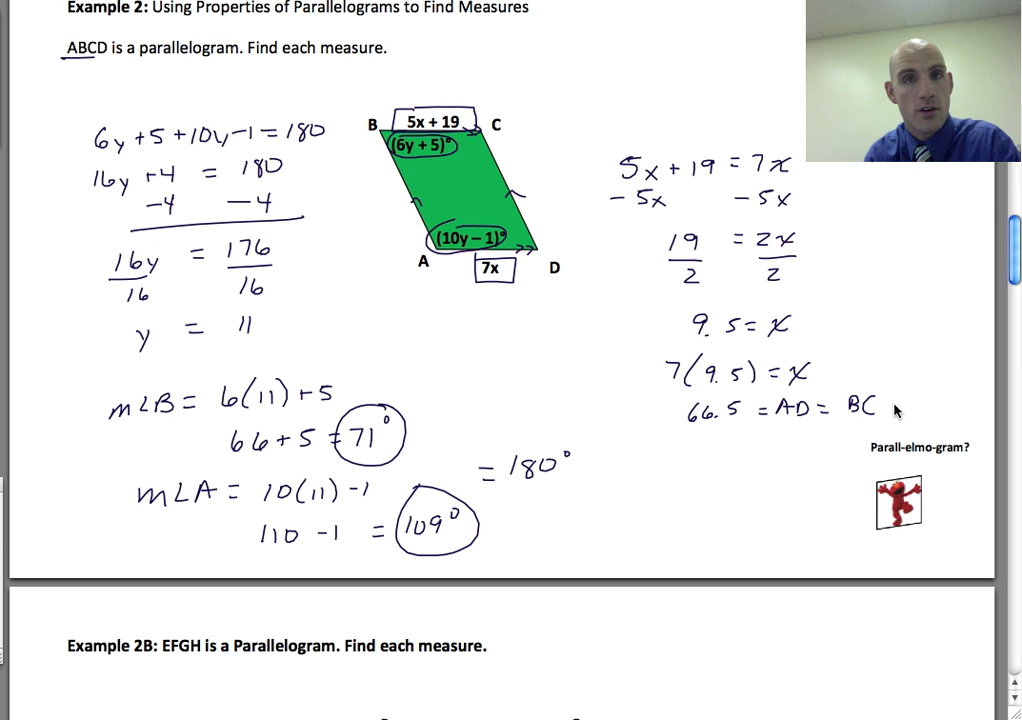 Example 2: Using Properties of Parallelograms to Find Measures
ABCD is a parallelogram. Find each measure.
6y +5 +10y -1 = 180
16y +4 = 180
-4 -4
16y = 176
16 16
y = 11
m∠B = 6(11) +5
66 +5 = 71°
m∠A = 10(11) -1
110 -1 = 109°
= 180°
B 5x + 19 C
(6y + 5)°
(10y – 1)°
A 7x D
5x + 19 = 7x
- 5x - 5x
19 = 2x
2 2
9.5 = x
7(9.5) = x
66.5 = AD = BC
Parall-elmo-gram?
Example 2B: EFGH is a Parallelogram. Find each measure.